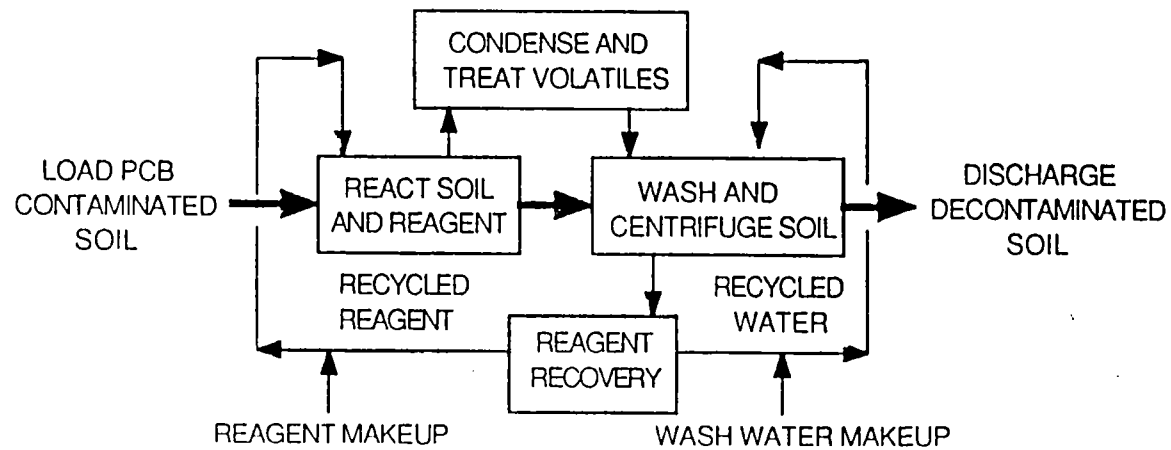 CONDENSE AND
TREAT VOLATILES
LOAD PCB
CONTAMINATED
SOIL
REACT SOIL
AND REAGENT
WASH AND
CENTRIFUGE SOIL
DISCHARGE
DECONTAMINATED
SOIL
RECYCLED
REAGENT
RECYCLED
WATER
REAGENT
RECOVERY
REAGENT MAKEUP
WASH WATER MAKEUP